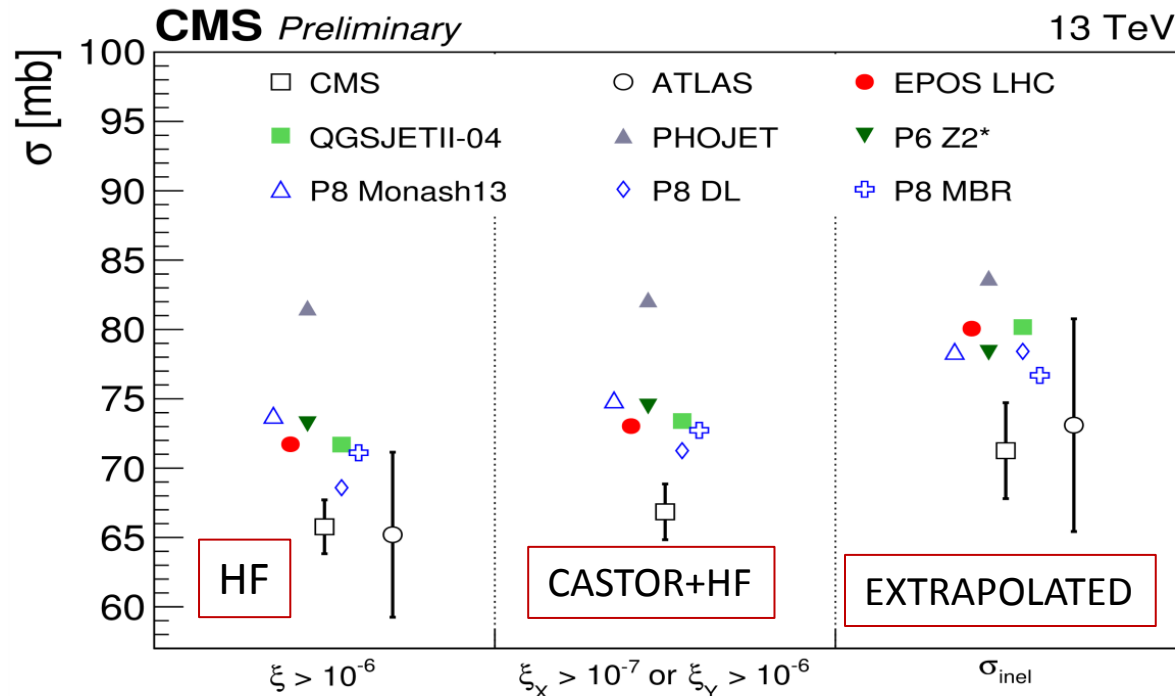 CMS Preliminary 13 TeV
σ [mb]
100
95
90
85
80
75
70
65
60
CMS ATLAS EPOS LHC
QGSJETII-04 PHOJET P6 Z2*
P8 Monash13 P8 DL P8 MBR
HF CASTOR+HF EXTRAPOLATED
ξ > 10⁻⁶ ξ_X > 10⁻⁷ or ξ_Y > 10⁻⁶ σ_inel